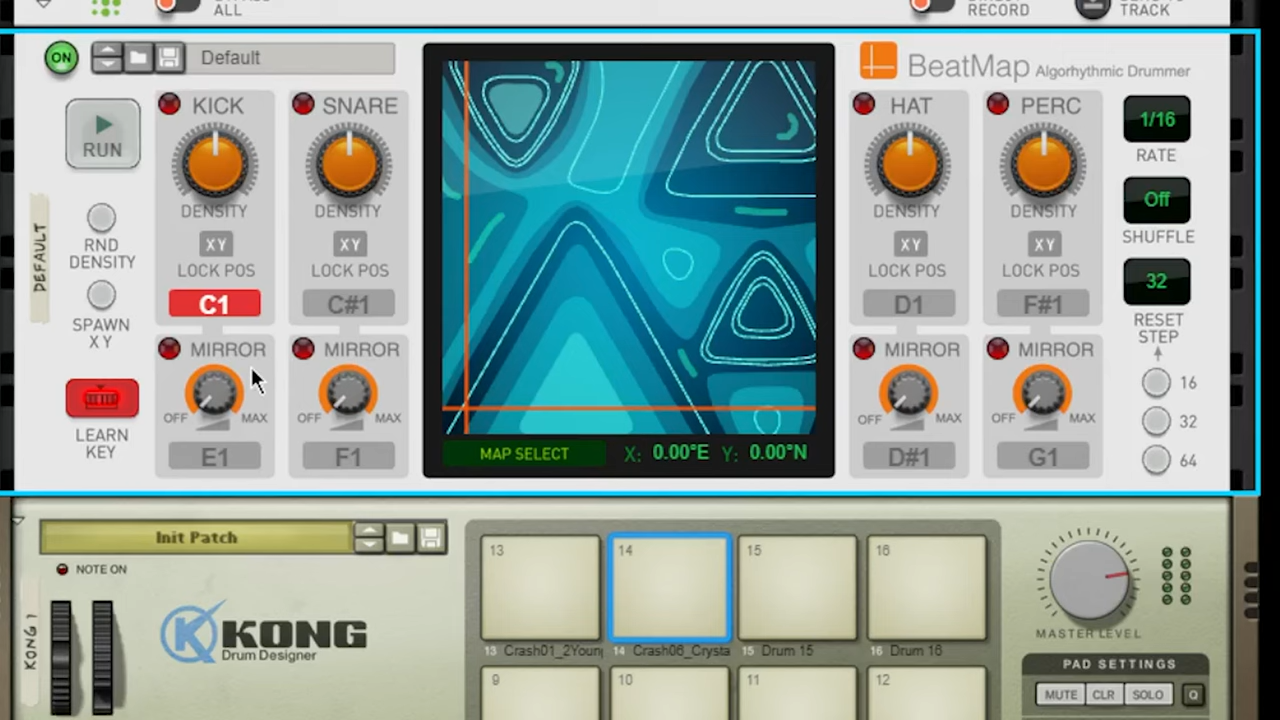 ALL
DIRECT
RECORD
TRACK
ON
Default
BeatMap Algorhythmic Drummer
RUN
KICK
SNARE
HAT
PERC
1/16
RATE
DENSITY
DENSITY
DENSITY
DENSITY
Off
SHUFFLE
RND
DENSITY
XY
XY
XY
XY
LOCK POS
LOCK POS
LOCK POS
LOCK POS
DEFAULT
32
RESET
STEP
C1
C#1
D1
F#1
SPAWN
XY
MIRROR
MIRROR
MIRROR
MIRROR
16
OFF MAX
OFF MAX
OFF MAX
OFF MAX
32
LEARN
KEY
E1
F1
MAP SELECT X: 0.00°E Y: 0.00°N
D#1
G1
64
Init Patch
NOTE ON
KONG 1
KONG
Drum Designer
13
14
15
16
13 Crash01_2Youn
14 Crash06_Crysta
15 Drum 15
16 Drum 16
9
10
11
12
MASTER LEVEL
PAD SETTINGS
MUTE CLR SOLO Q